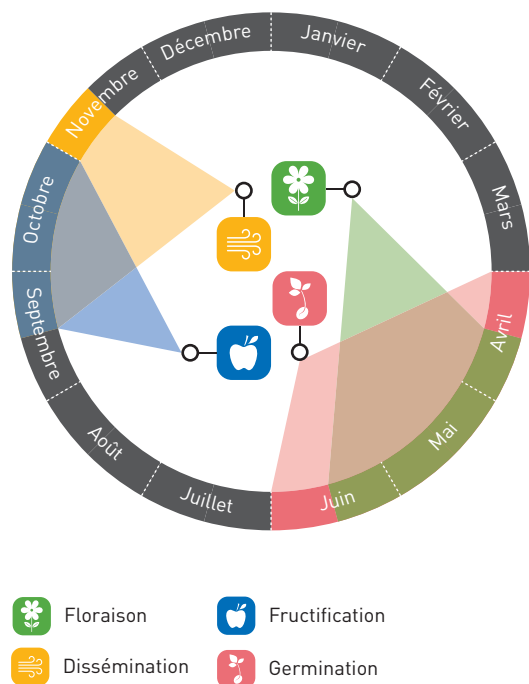 Janvier
Février
Mars
Avril
Mai
Juin
Juillet
Août
Septembre
Octobre
Novembre
Décembre
Floraison
Fructification
Dissémination
Germination